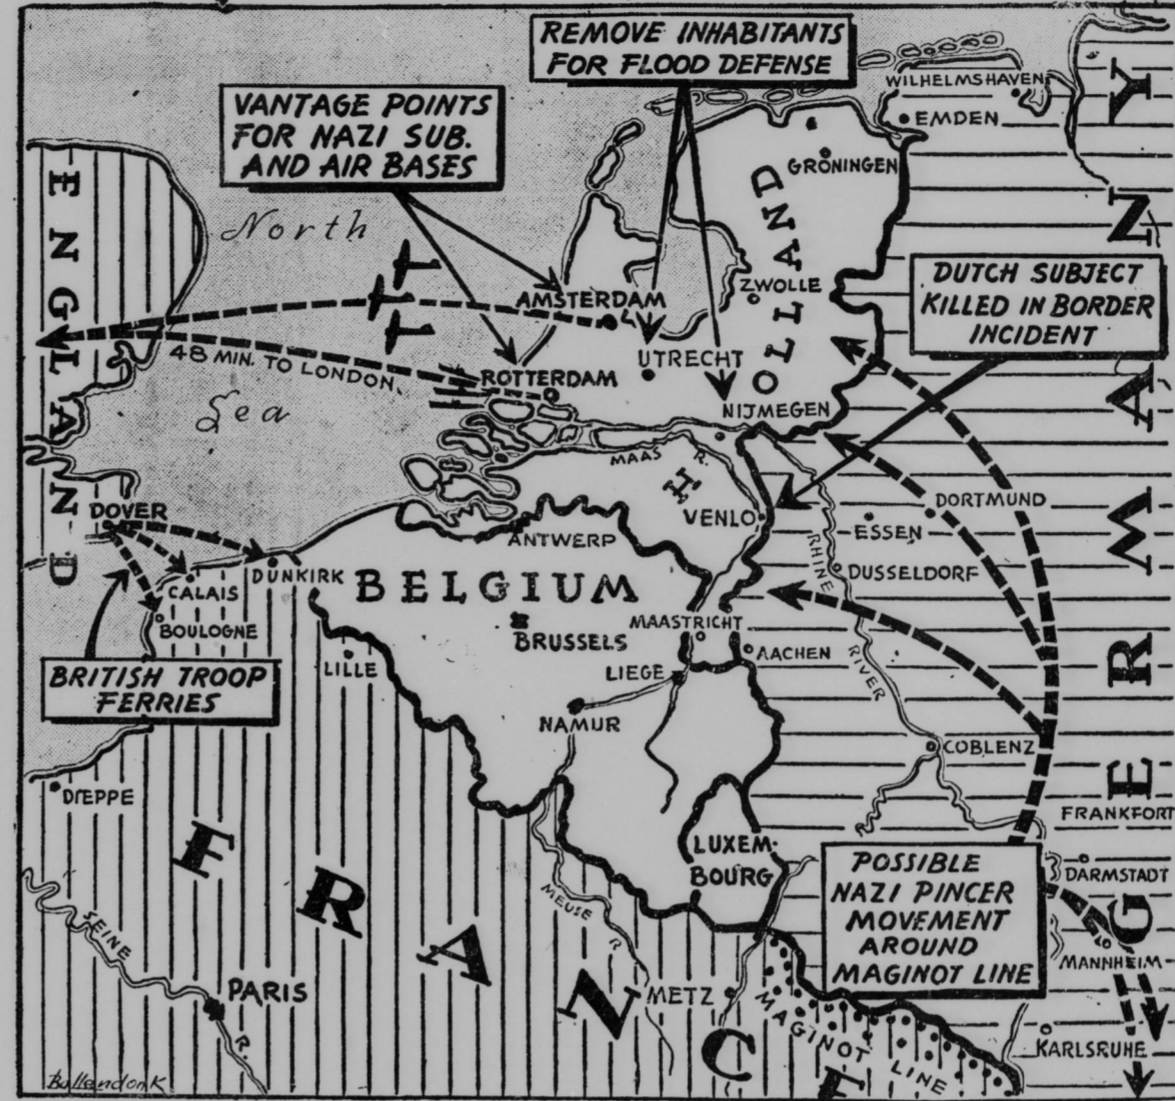 REMOVE INHABITANTS
FOR FLOOD DEFENSE
VANTAGE POINTS
FOR NAZI SUB.
AND AIR BASES
WILHELMSHAVEN
EMDEN
GRÖNINGEN
ENGLAND
North
Sea
HOLLAND
GERMANY
ZWOLLE
AMSTERDAM
DUTCH SUBJECT
KILLED IN BORDER
INCIDENT
48 MIN. TO LONDON
UTRECHT
ROTTERDAM
NIJMEGEN
MAAS R.
VENLO
DORTMUND
ESSEN
DOVER
ANTWERP
RHINE
RIVER
DUSSELDORF
DUNKIRK
CALAIS
BOULOGNE
BELGIUM
BRUSSELS
MAASTRICHT
AACHEN
LILLE
LIEGE
BRITISH TROOP
FERRIES
NAMUR
COBLENZ
DIEPPE
FRANKFORT
LUXEM-
BOURG
POSSIBLE
NAZI PINCER
MOVEMENT
AROUND
MAGINOT LINE
DARMSTADT
MANNHEIM
FRANCE
MEUSE R.
SEINE
R.
PARIS
METZ
MAGINOT LINE
KARLSRUHE